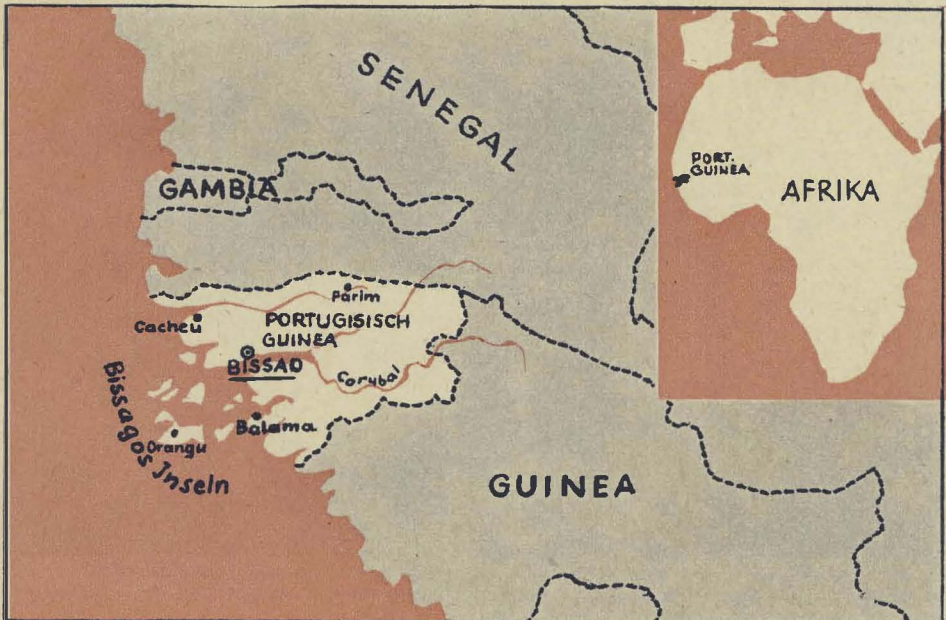 SENEGAL
GAMBIA
PORT.
GUINEA
AFRIKA
Farim
Cacheu
PORTUGISISCH
GUINEA
BISSAO
Corubal
Bolama
Orangu
Bissagos Inseln
GUINEA